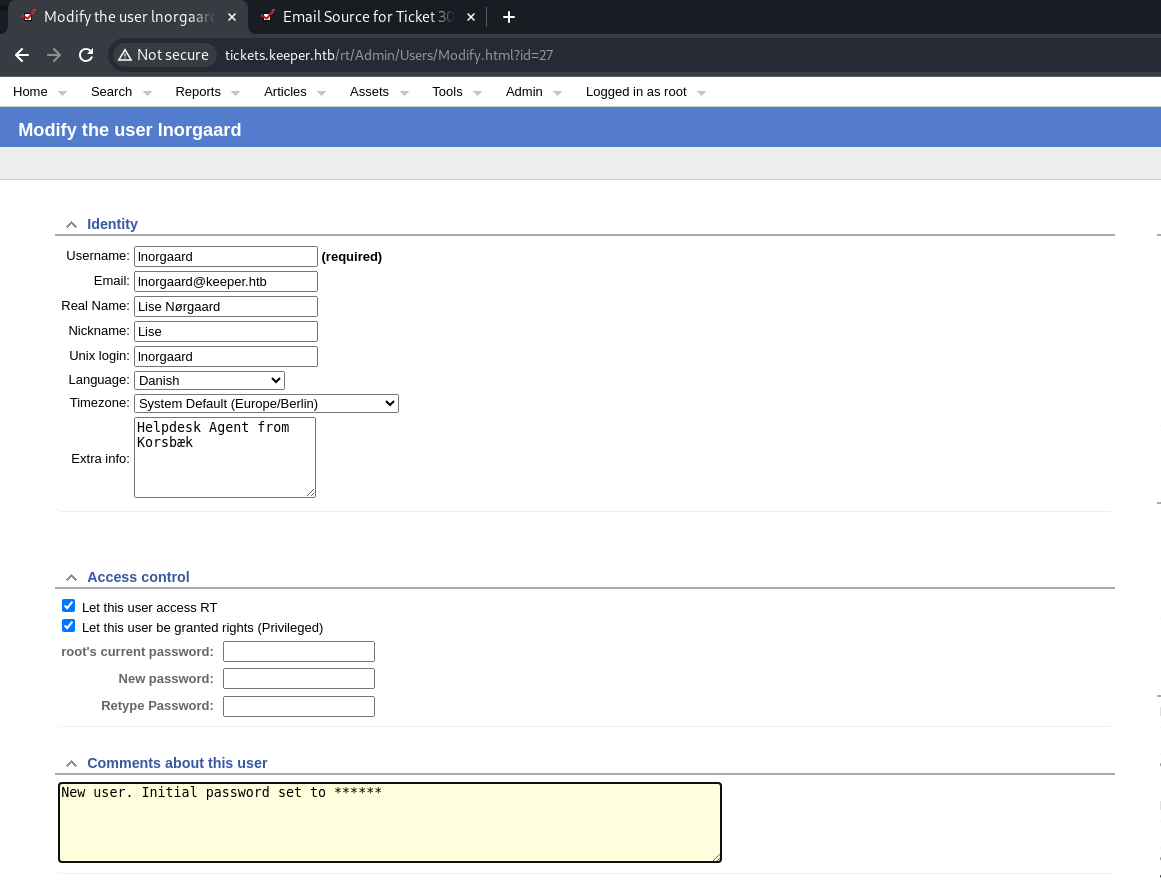 Modify the user lnorgaard
Email Source for Ticket 30
Not secure tickets.keeper.htb/rt/Admin/Users/Modify.html?id=27
Home Search Reports Articles Assets Tools Admin Logged in as root
Modify the user lnorgaard
Identity
Username: lnorgaard (required)
Email: lnorgaard@keeper.htb
Real Name: Lise Nørgaard
Nickname: Lise
Unix login: lnorgaard
Language: Danish
Timezone: System Default (Europe/Berlin)
Extra info: Helpdesk Agent from
Korsbæk
Access control
Let this user access RT
Let this user be granted rights (Privileged)
root's current password:
New password:
Retype Password:
Comments about this user
New user. Initial password set to ******